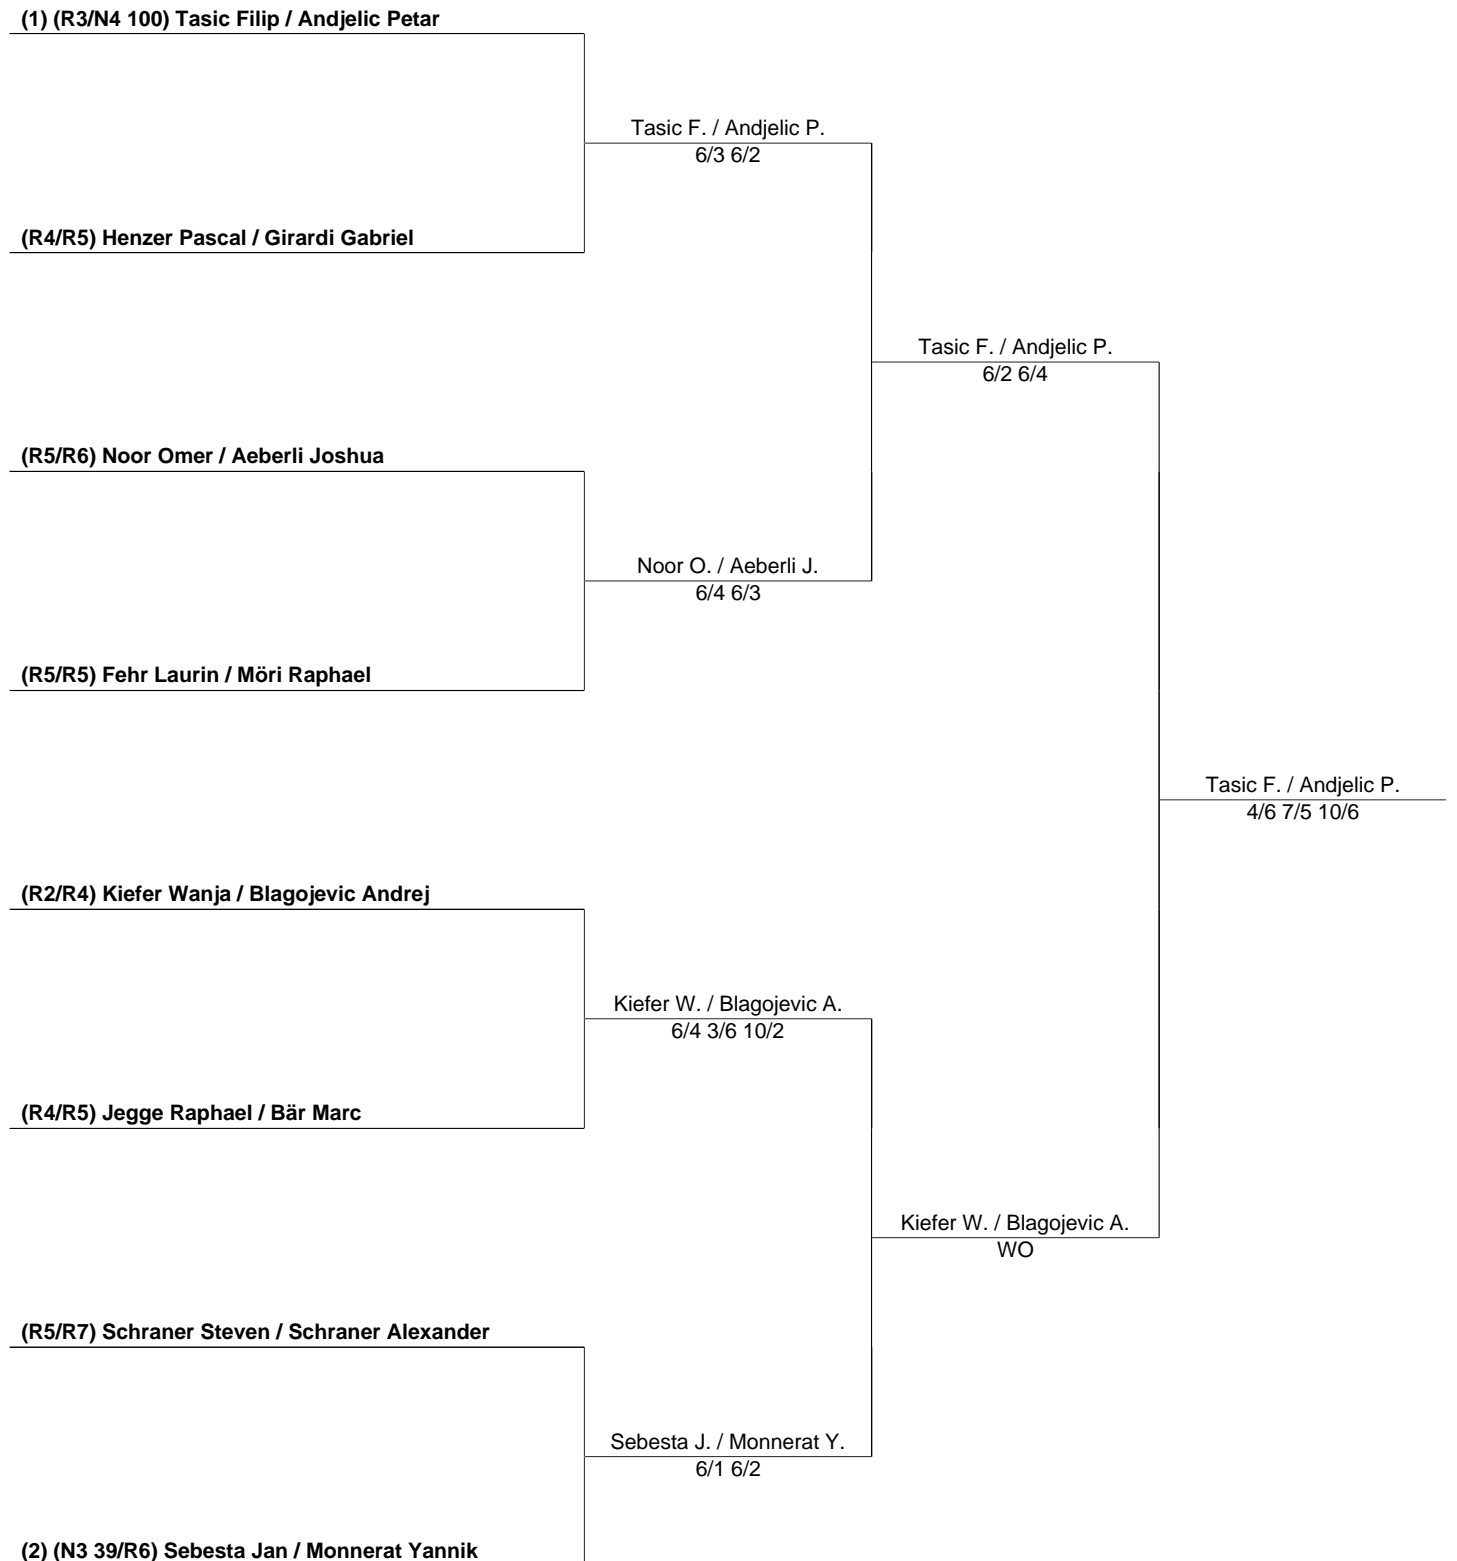 (1) (R3/N4 100) Tasic Filip / Andjelic Petar
Tasic F. / Andjelic P.
6/3 6/2
(R4/R5) Henzer Pascal / Girardi Gabriel
Tasic F. / Andjelic P.
6/2 6/4
(R5/R6) Noor Omer / Aeberli Joshua
Noor O. / Aeberli J.
6/4 6/3
(R5/R5) Fehr Laurin / Möri Raphael
Tasic F. / Andjelic P.
4/6 7/5 10/6
(R2/R4) Kiefer Wanja / Blagojevic Andrej
Kiefer W. / Blagojevic A.
6/4 3/6 10/2
(R4/R5) Jegge Raphael / Bär Marc
Kiefer W. / Blagojevic A.
WO
(R5/R7) Schraner Steven / Schraner Alexander
Sebesta J. / Monnerat Y.
6/1 6/2
(2) (N3 39/R6) Sebesta Jan / Monnerat Yannik